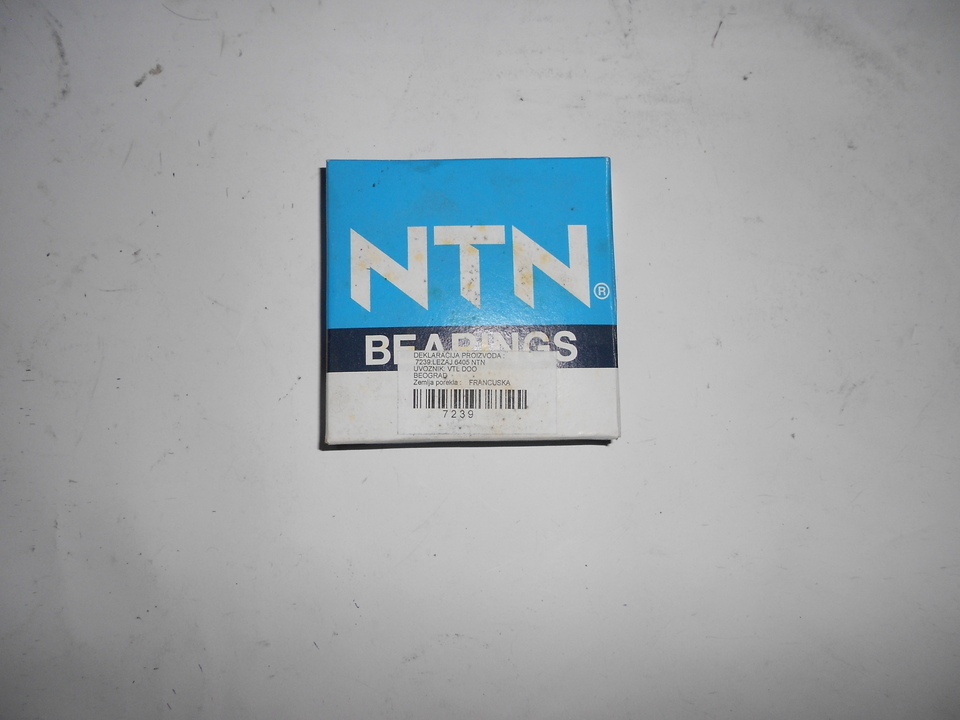 NTN®
BEARINGS
DEKLARACIJA PROIZVODA:
7239:LEZAJ 6405 NTN
UVOZNIK: VTL DOO
BEOGRAD
Zemlja porekla : FRANCUSKA
7239